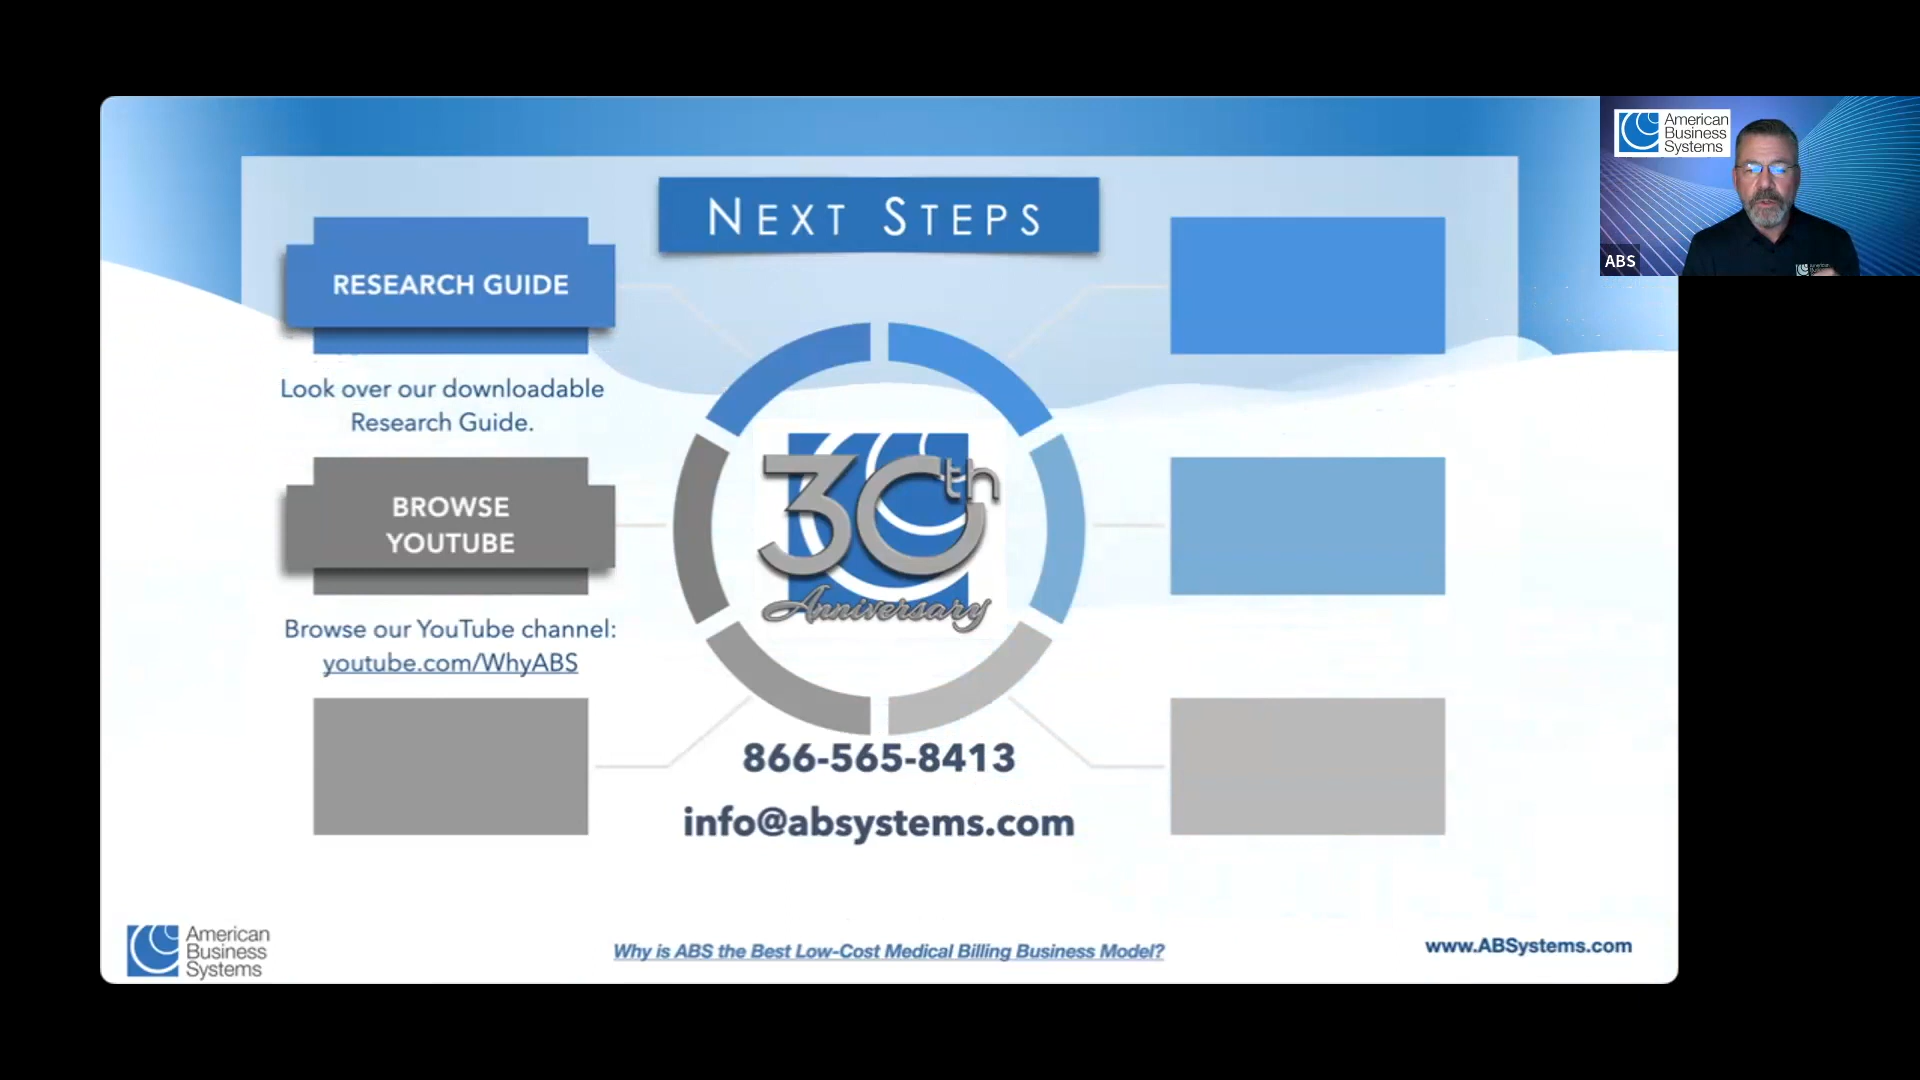 NEXT STEPS
RESEARCH GUIDE
Look over our downloadable
Research Guide.
BROWSE
YOUTUBE
Browse our YouTube channel:
youtube.com/WhyABS
30th
Anniversary
866-565-8413
info@absystems.com
American
Business
Systems
Why is ABS the Best Low-Cost Medical Billing Business Model?
www.ABSystems.com
American
Business
Systems
ABS